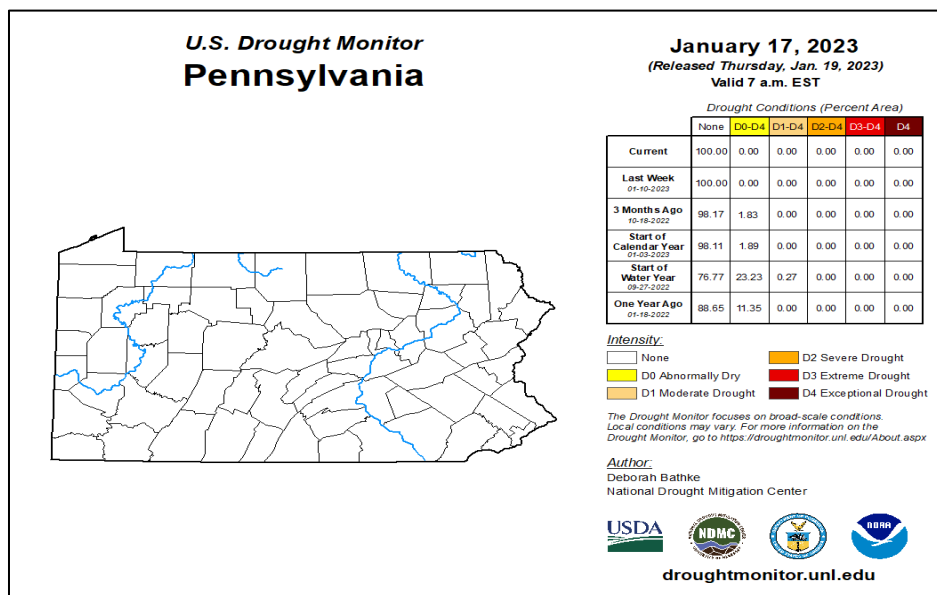 U.S. Drought Monitor
Pennsylvania
January 17, 2023
(Released Thursday, Jan. 19, 2023)
Valid 7 a.m. EST
Drought Conditions (Percent Area)
None D0-D4 D1-D4 D2-D4 D3-D4 D4
Current 100.00 0.00 0.00 0.00 0.00 0.00
Last Week
01-10-2023 100.00 0.00 0.00 0.00 0.00 0.00
3 Months Ago
10-18-2022 98.17 1.83 0.00 0.00 0.00 0.00
Start of
Calendar Year
01-03-2023 98.11 1.89 0.00 0.00 0.00 0.00
Start of
Water Year
09-27-2022 76.77 23.23 0.27 0.00 0.00 0.00
One Year Ago
01-18-2022 88.65 11.35 0.00 0.00 0.00 0.00
Intensity:
None D2 Severe Drought
D0 Abnormally Dry D3 Extreme Drought
D1 Moderate Drought D4 Exceptional Drought
The Drought Monitor focuses on broad-scale conditions.
Local conditions may vary. For more information on the
Drought Monitor, go to https://droughtmonitor.unl.edu/About.aspx
Author:
Deborah Bathke
National Drought Mitigation Center
USDA NDMC NOAA
droughtmonitor.unl.edu